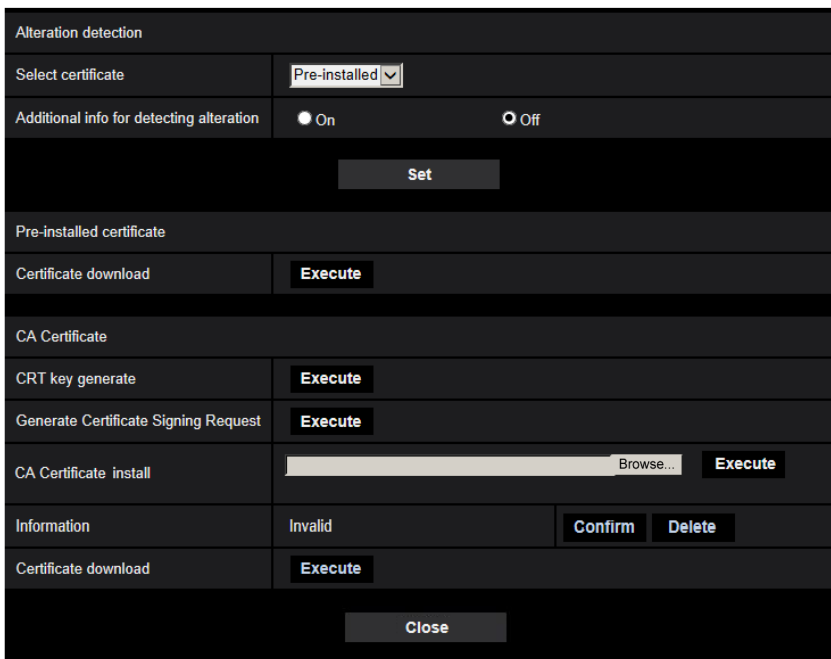 Alteration detection
Select certificate Pre-installed
Additional info for detecting alteration On Off
Set
Pre-installed certificate
Certificate download Execute
CA Certificate
CRT key generate Execute
Generate Certificate Signing Request Execute
CA Certificate install Browse... Execute
Information Invalid Confirm Delete
Certificate download Execute
Close